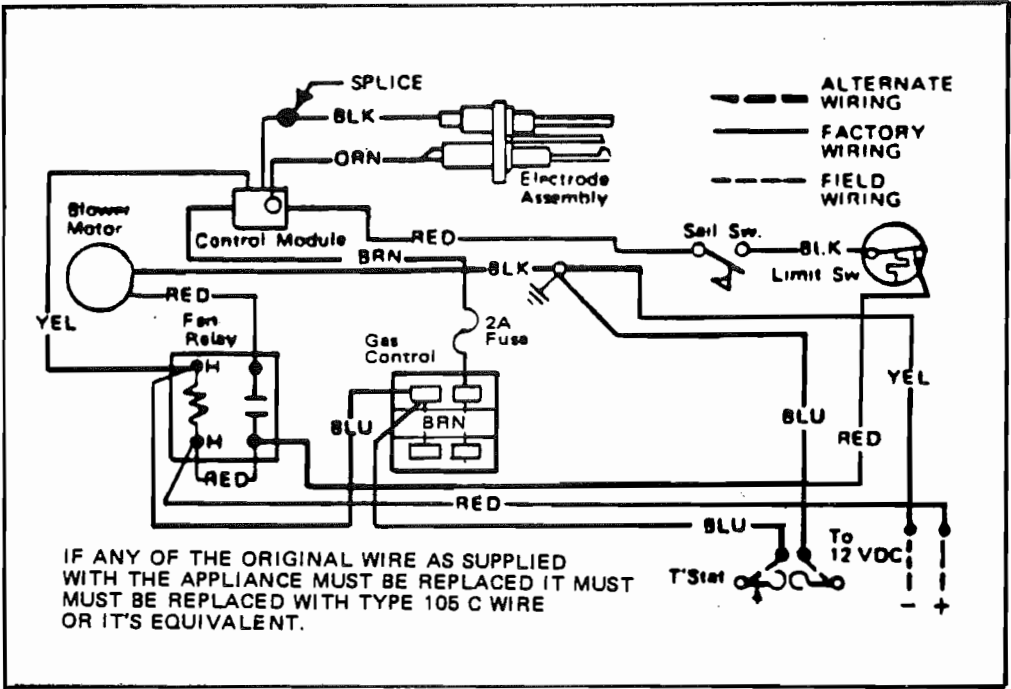 SPLICE
BLK
ORN
Electrode
Assembly
ALTERNATE
WIRING
FACTORY
WIRING
FIELD
WIRING
Blower
Motor
Control Module
RED
BRN
Sail Sw.
BLK
Limit Sw
BLK
RED
YEL
Fan
Relay
2A
Fuse
Gas
Control
H
H
BLU
BRN
YEL
BLU
RED
RED
RED
BLU
To
12 VDC
T'Stat
- +
IF ANY OF THE ORIGINAL WIRE AS SUPPLIED
WITH THE APPLIANCE MUST BE REPLACED IT MUST
MUST BE REPLACED WITH TYPE 105 C WIRE
OR IT'S EQUIVALENT.